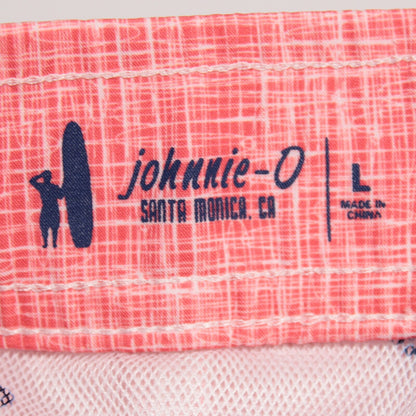 johnnie-O
SANTA MONICA, CA
L
MADE IN
CHINA